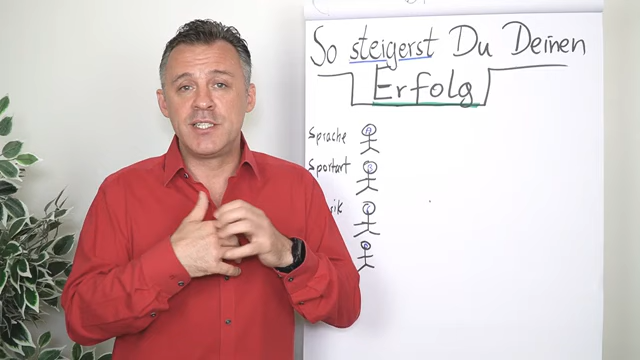 So steigerst Du Deinen
Erfolg
Sprache
Sportart